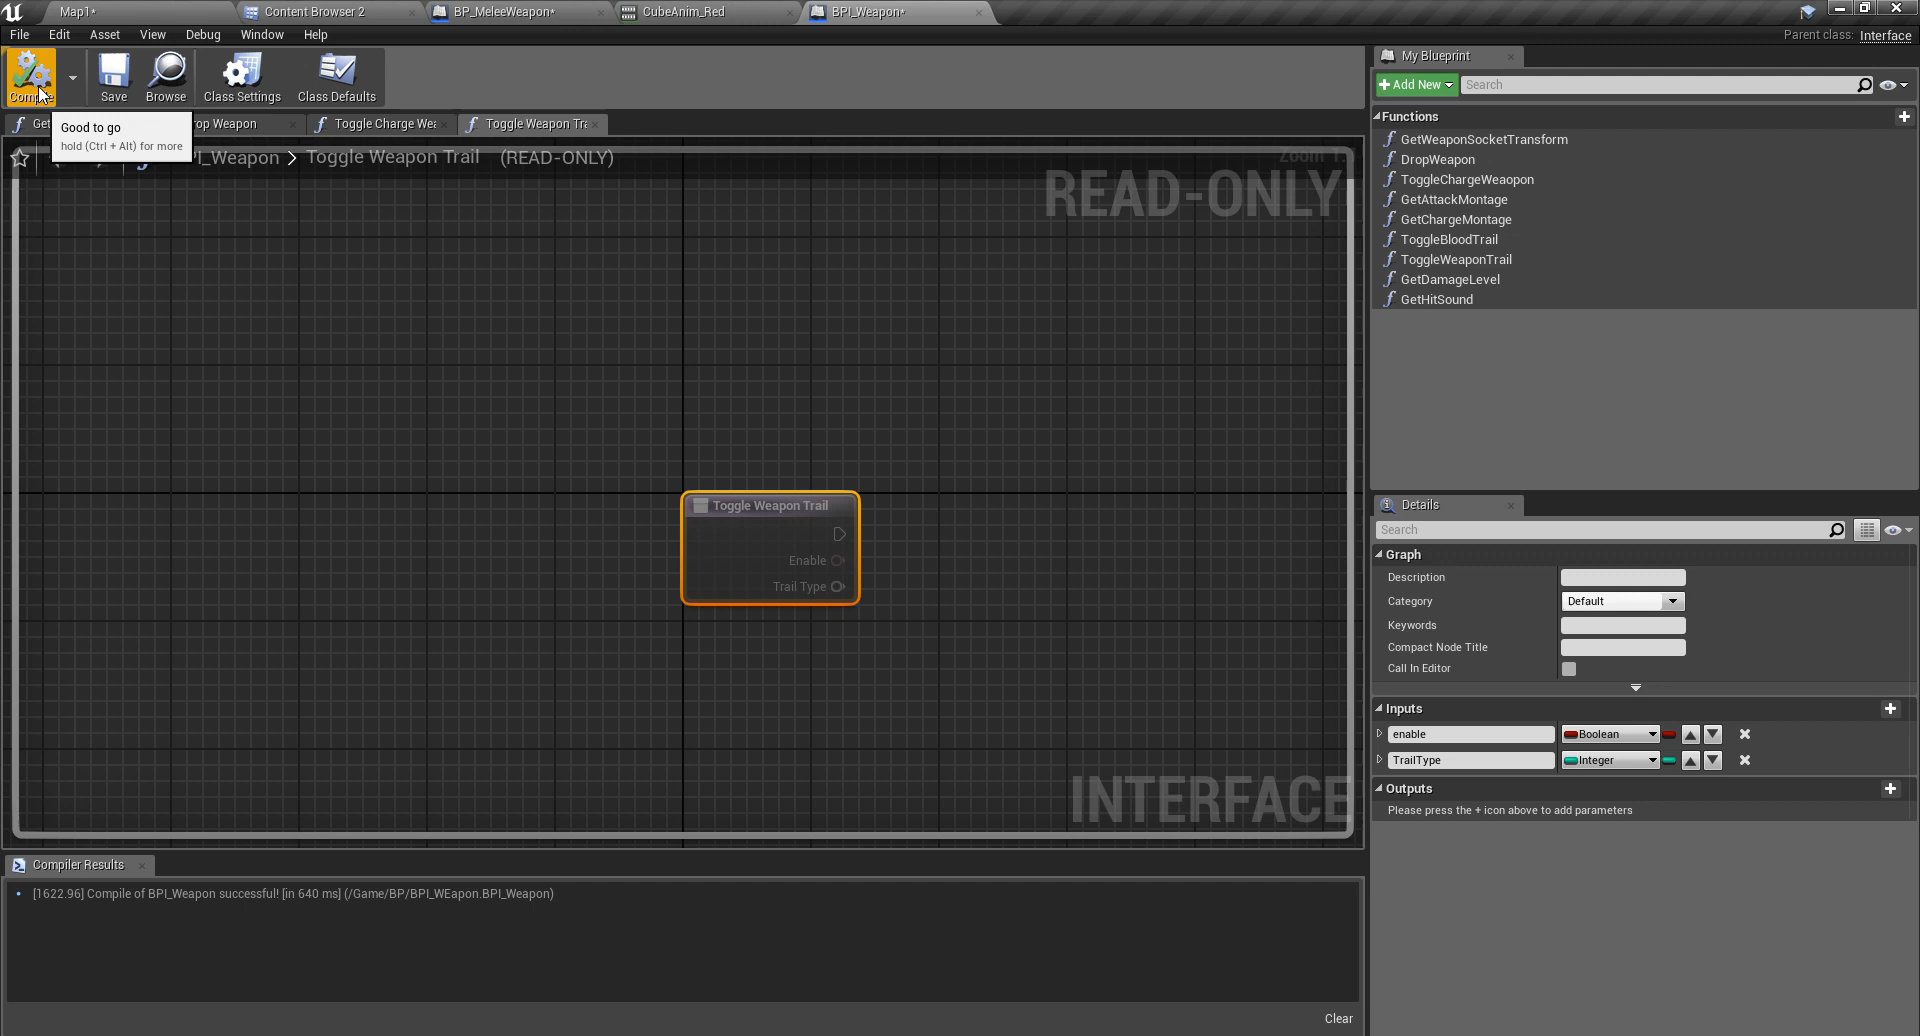 Map1*
Content Browser 2
BP_MeleeWeapon*
CubeAnim_Red
BPI_Weapon*
File
Edit
Asset
View
Debug
Window
Help
Parent class: Interface
Save
Browse
Class Settings
Class Defaults
Good to go
hold (Ctrl + Alt) for more
Get
op Weapon
Toggle Charge Wea
Toggle Weapon Tra
I_Weapon > Toggle Weapon Trail (READ-ONLY)
READ-ONLY
Toggle Weapon Trail
Enable
Trail Type
INTERFACE
Compiler Results
[1622.96] Compile of BPI_Weapon successful! [in 640 ms] (/Game/BP/BPI_WEapon.BPI_Weapon)
Clear
My Blueprint
+ Add New
Search
Functions
GetWeaponSocketTransform
DropWeapon
ToggleChargeWeaopon
GetAttackMontage
GetChargeMontage
ToggleBloodTrail
ToggleWeaponTrail
GetDamageLevel
GetHitSound
Details
Search
Graph
Description
Category
Default
Keywords
Compact Node Title
Call In Editor
Inputs
enable
Boolean
TrailType
Integer
Outputs
Please press the + icon above to add parameters